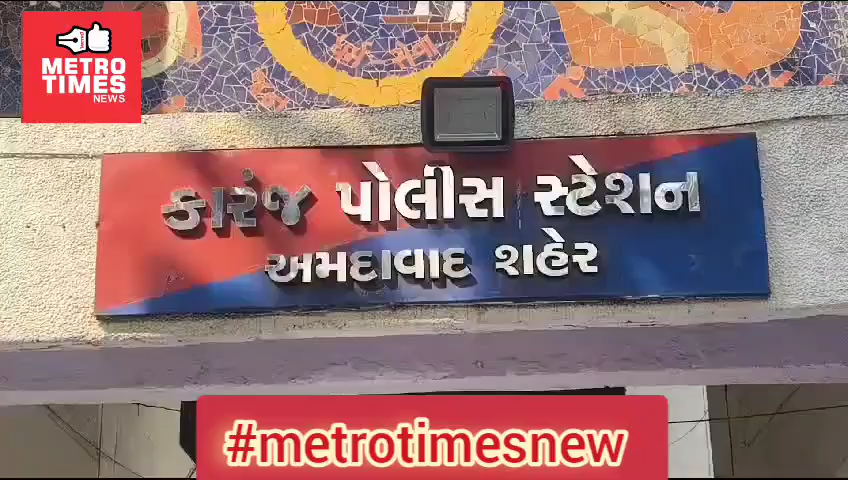 METRO
TIMES
NEWS
કારંજ પોલીસ સ્ટેશન
અમદાવાદ શહેર
#metrotimesnew